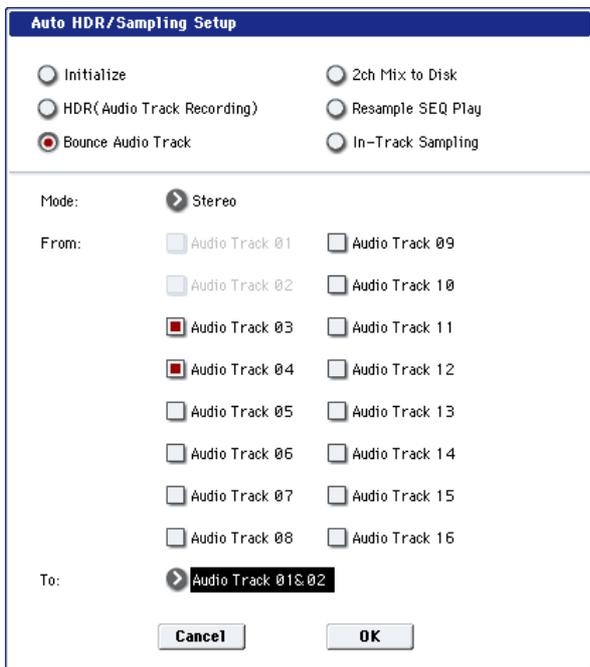 Auto HDR/Sampling Setup
Initialize
2ch Mix to Disk
HDR(Audio Track Recording)
Resample SEQ Play
Bounce Audio Track
In-Track Sampling
Mode:
Stereo
From:
Audio Track 01
Audio Track 09
Audio Track 02
Audio Track 10
Audio Track 03
Audio Track 11
Audio Track 04
Audio Track 12
Audio Track 05
Audio Track 13
Audio Track 06
Audio Track 14
Audio Track 07
Audio Track 15
Audio Track 08
Audio Track 16
To:
Audio Track 01&02
Cancel
OK